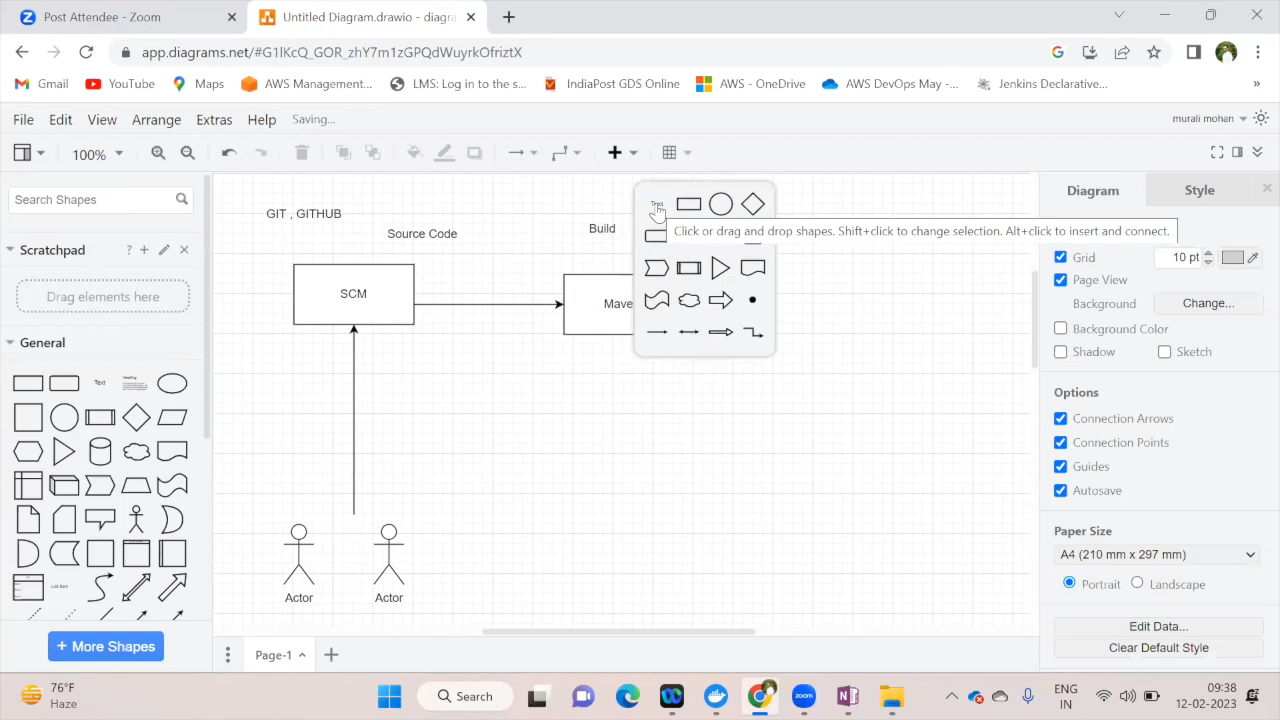 Post Attendee - Zoom
Untitled Diagram.drawio - diagra
app.diagrams.net/#G1lKcQ_GOR_zhY7m1zGPQdWuyrkOfriztX
Gmail
YouTube
Maps
AWS Management...
LMS: Log in to the s...
IndiaPost GDS Online
AWS - OneDrive
AWS DevOps May -...
Jenkins Declarative...
»
File
Edit
View
Arrange
Extras
Help
Saving...
murali mohan
100%
Search Shapes
Scratchpad
?
Drag elements here
General
Text
Heading
List Item
+ More Shapes
GIT , GITHUB
Source Code
Build
SCM
Mave
Actor
Actor
Text
Click or drag and drop shapes. Shift+click to change selection. Alt+click to insert and connect.
Diagram
Style
Grid
10 pt
Page View
Background
Change...
Background Color
Shadow
Sketch
Options
Connection Arrows
Connection Points
Guides
Autosave
Paper Size
A4 (210 mm x 297 mm)
Portrait
Landscape
Edit Data...
Clear Default Style
Page-1
76°F
Haze
Search
ENG
IN
09:38
12-02-2023